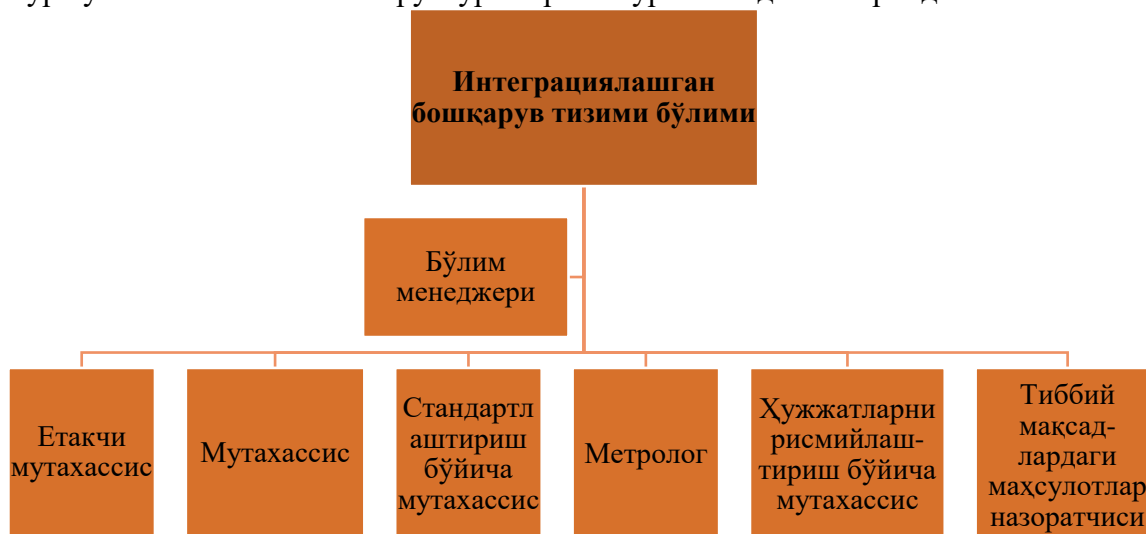 Интеграциялашган
бошқарув тизими бўлими
Бўлим
менеджери
Етакчи
мутахассис
Мутахассис
Стандартл
аштириш
бўйича
мутахассис
Метролог
Ҳужжатларни
рисмийлаш-
тириш бўйича
мутахассис
Тиббий
мақсад-
лардаги
маҳсулотлар
назоратчиси